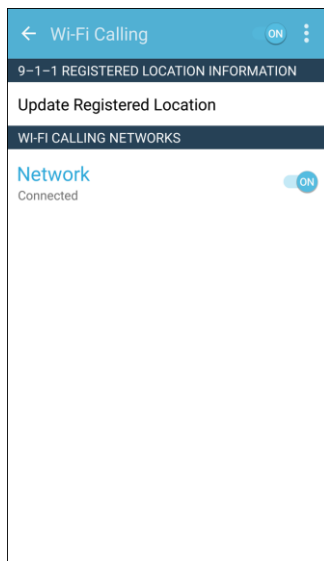 Wi-Fi Calling ON
9-1-1 REGISTERED LOCATION INFORMATION
Update Registered Location
WI-FI CALLING NETWORKS
Network
ON
Connected